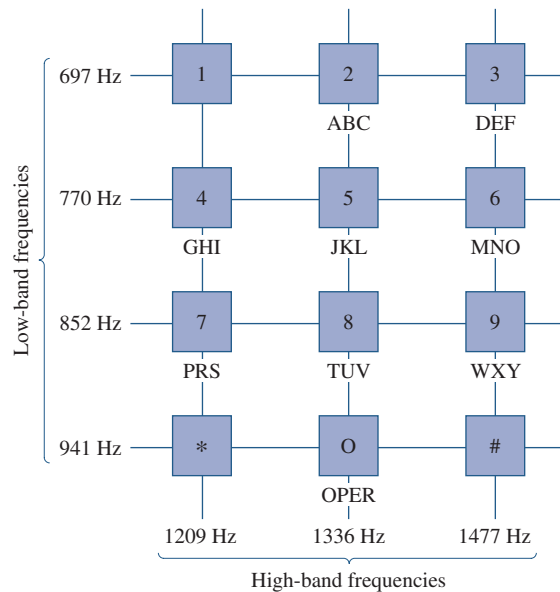 697 Hz 1 2 3
ABC DEF
770 Hz 4 5 6
GHI JKL MNO
Low-band frequencies
852 Hz 7 8 9
PRS TUV WXY
941 Hz * O #
OPER
1209 Hz 1336 Hz 1477 Hz
High-band frequencies